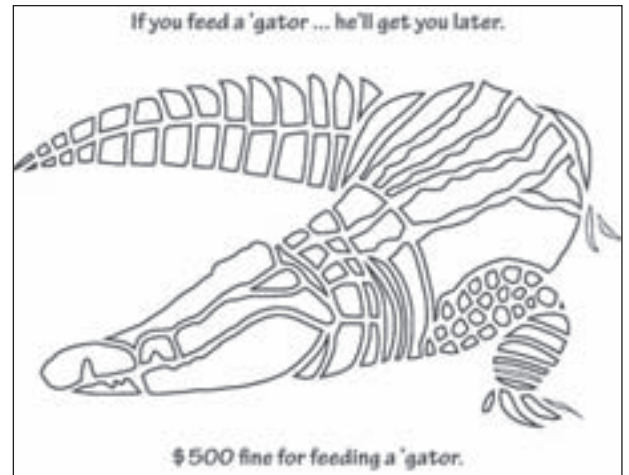 If you feed a 'gator ... he'll get you later.
$500 fine for feeding a 'gator.